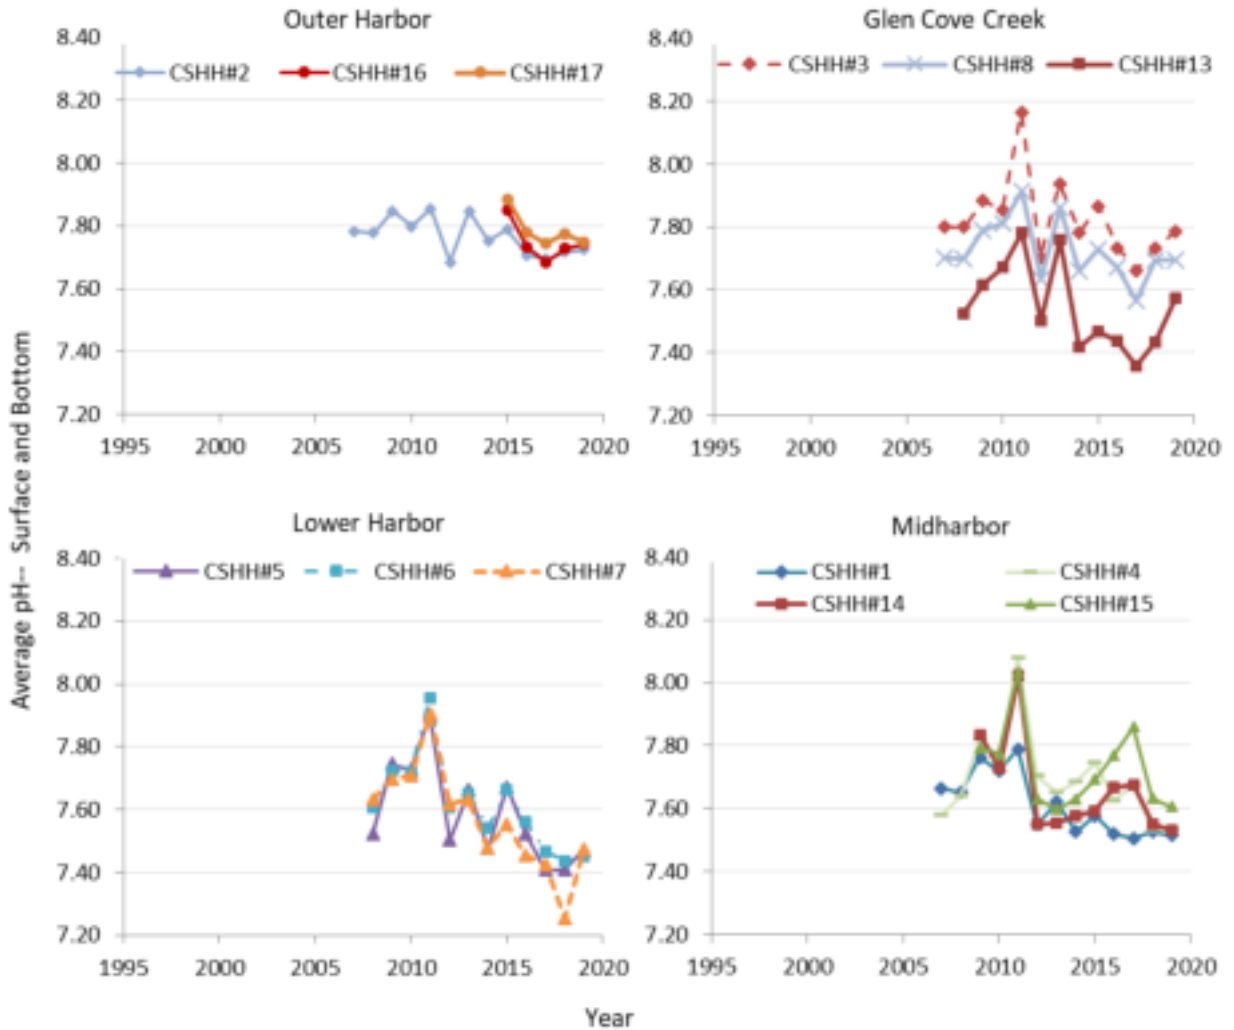 Outer Harbor
8.40
CSHH#2 CSHH#16 CSHH#17
8.20
8.00
7.80
7.60
7.40
7.20
1995 2000 2005 2010 2015 2020
Glen Cove Creek
8.40
CSHH#3 CSHH#8 CSHH#13
8.20
8.00
7.80
7.60
7.40
7.20
1995 2000 2005 2010 2015 2020
Average pH-- Surface and Bottom
Lower Harbor
8.40
CSHH#5 CSHH#6 CSHH#7
8.20
8.00
7.80
7.60
7.40
7.20
1995 2000 2005 2010 2015 2020
Midharbor
8.40
CSHH#1 CSHH#4
CSHH#14 CSHH#15
8.20
8.00
7.80
7.60
7.40
7.20
1995 2000 2005 2010 2015 2020
Year